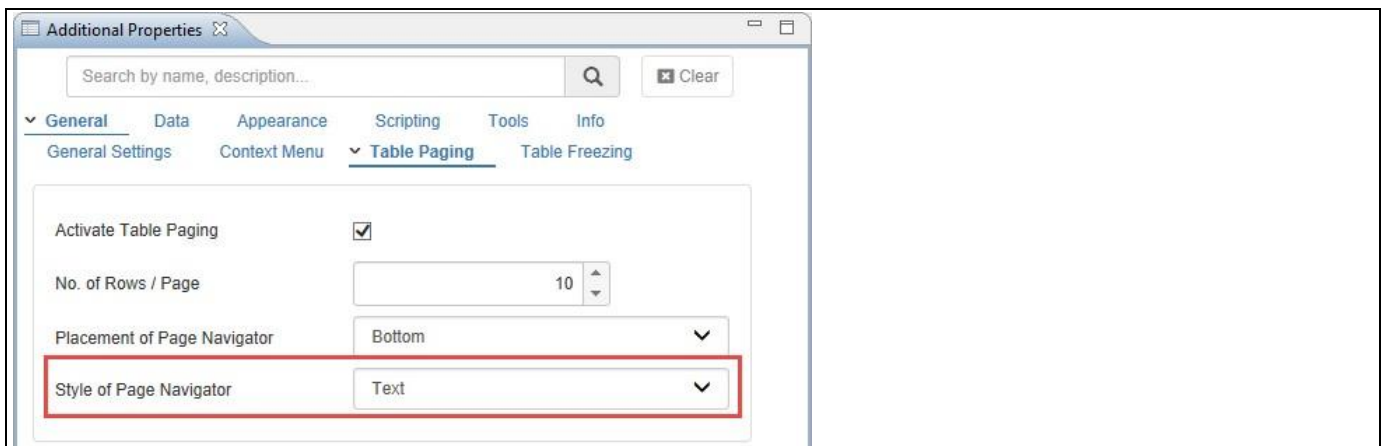 Additional Properties
Search by name, description...
Clear
General Data Appearance Scripting Tools Info
General Settings Context Menu Table Paging Table Freezing
Activate Table Paging
No. of Rows / Page 10
Placement of Page Navigator Bottom
Style of Page Navigator Text